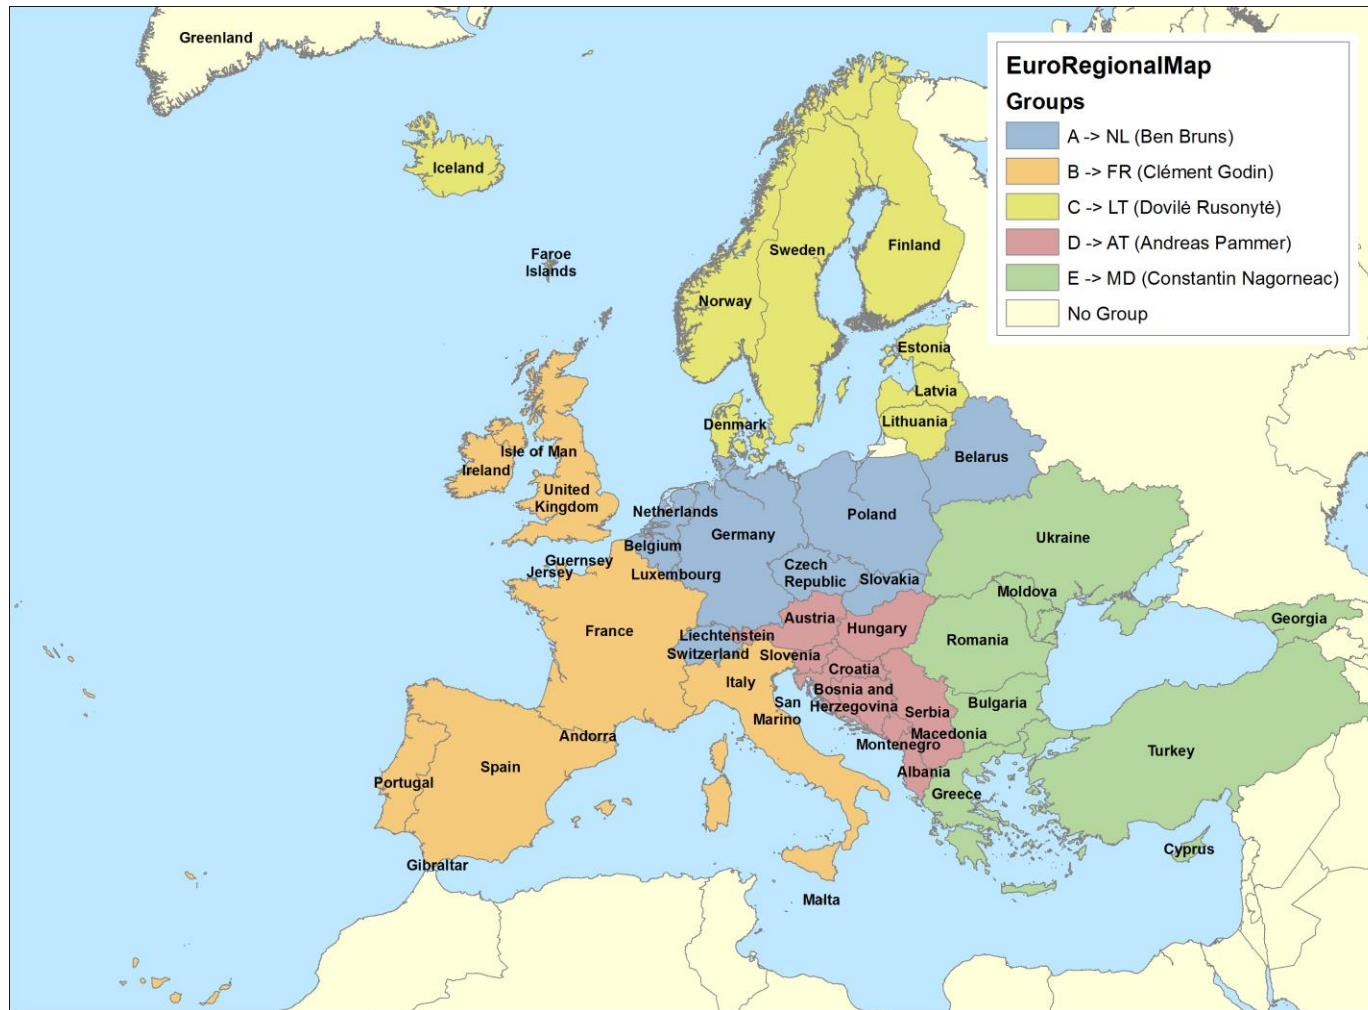 Greenland
EuroRegionalMap
Groups
A -> NL (Ben Bruns)
B -> FR (Clément Godin)
C -> LT (Dovilė Rusonytė)
D -> AT (Andreas Pammer)
E -> MD (Constantin Nagorneac)
No Group
Iceland
Faroe
Islands
Sweden
Finland
Norway
Estonia
Latvia
Lithuania
Denmark
Isle of Man
Ireland
United
Kingdom
Belarus
Netherlands
Germany
Poland
Ukraine
Belgium
Guernsey
Jersey
Luxembourg
Czech
Republic
Slovakia
Moldova
France
Austria
Hungary
Liechtenstein
Switzerland
Slovenia
Romania
Georgia
Croatia
Italy
Bosnia and
Herzegovina
San
Marino
Serbia
Bulgaria
Andorra
Macedonia
Montenegro
Turkey
Spain
Portugal
Albania
Greece
Cyprus
Gibraltar
Malta